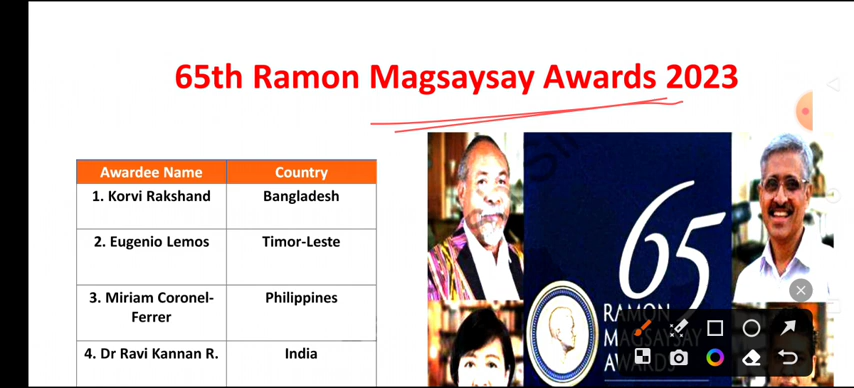 65th Ramon Magsaysay Awards 2023
Awardee Name Country
1. Korvi Rakshand Bangladesh
2. Eugenio Lemos Timor-Leste
3. Miriam Coronel- Philippines
Ferrer
4. Dr Ravi Kannan R. India
65
RAMON
MAGSAYSAY
AWARDS